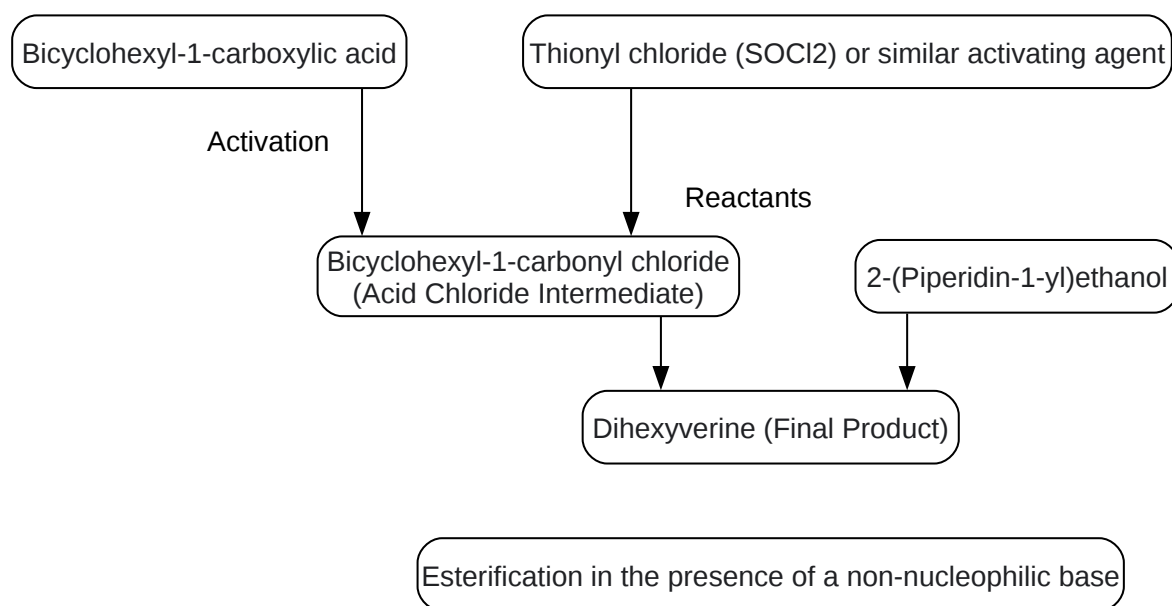 Bicyclohexyl-1-carboxylic acid
Thionyl chloride (SOCl2) or similar activating agent
Activation
Reactants
Bicyclohexyl-1-carbonyl chloride
(Acid Chloride Intermediate)
2-(Piperidin-1-yl)ethanol
Dihexyverine (Final Product)
Esterification in the presence of a non-nucleophilic base